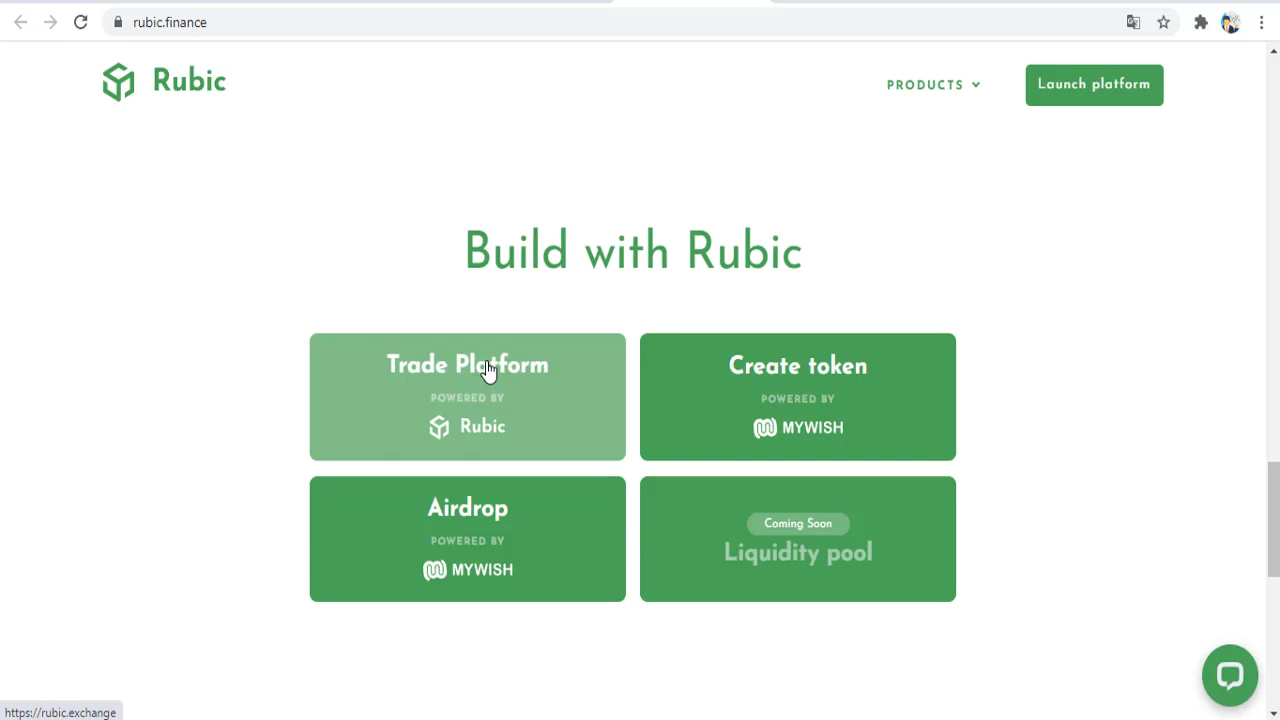 rubic.finance
Rubic
PRODUCTS
Launch platform
Build with Rubic
Trade Platform
POWERED BY
Rubic
Create token
POWERED BY
MYWISH
Airdrop
POWERED BY
MYWISH
Coming Soon
Liquidity pool
https://rubic.exchange